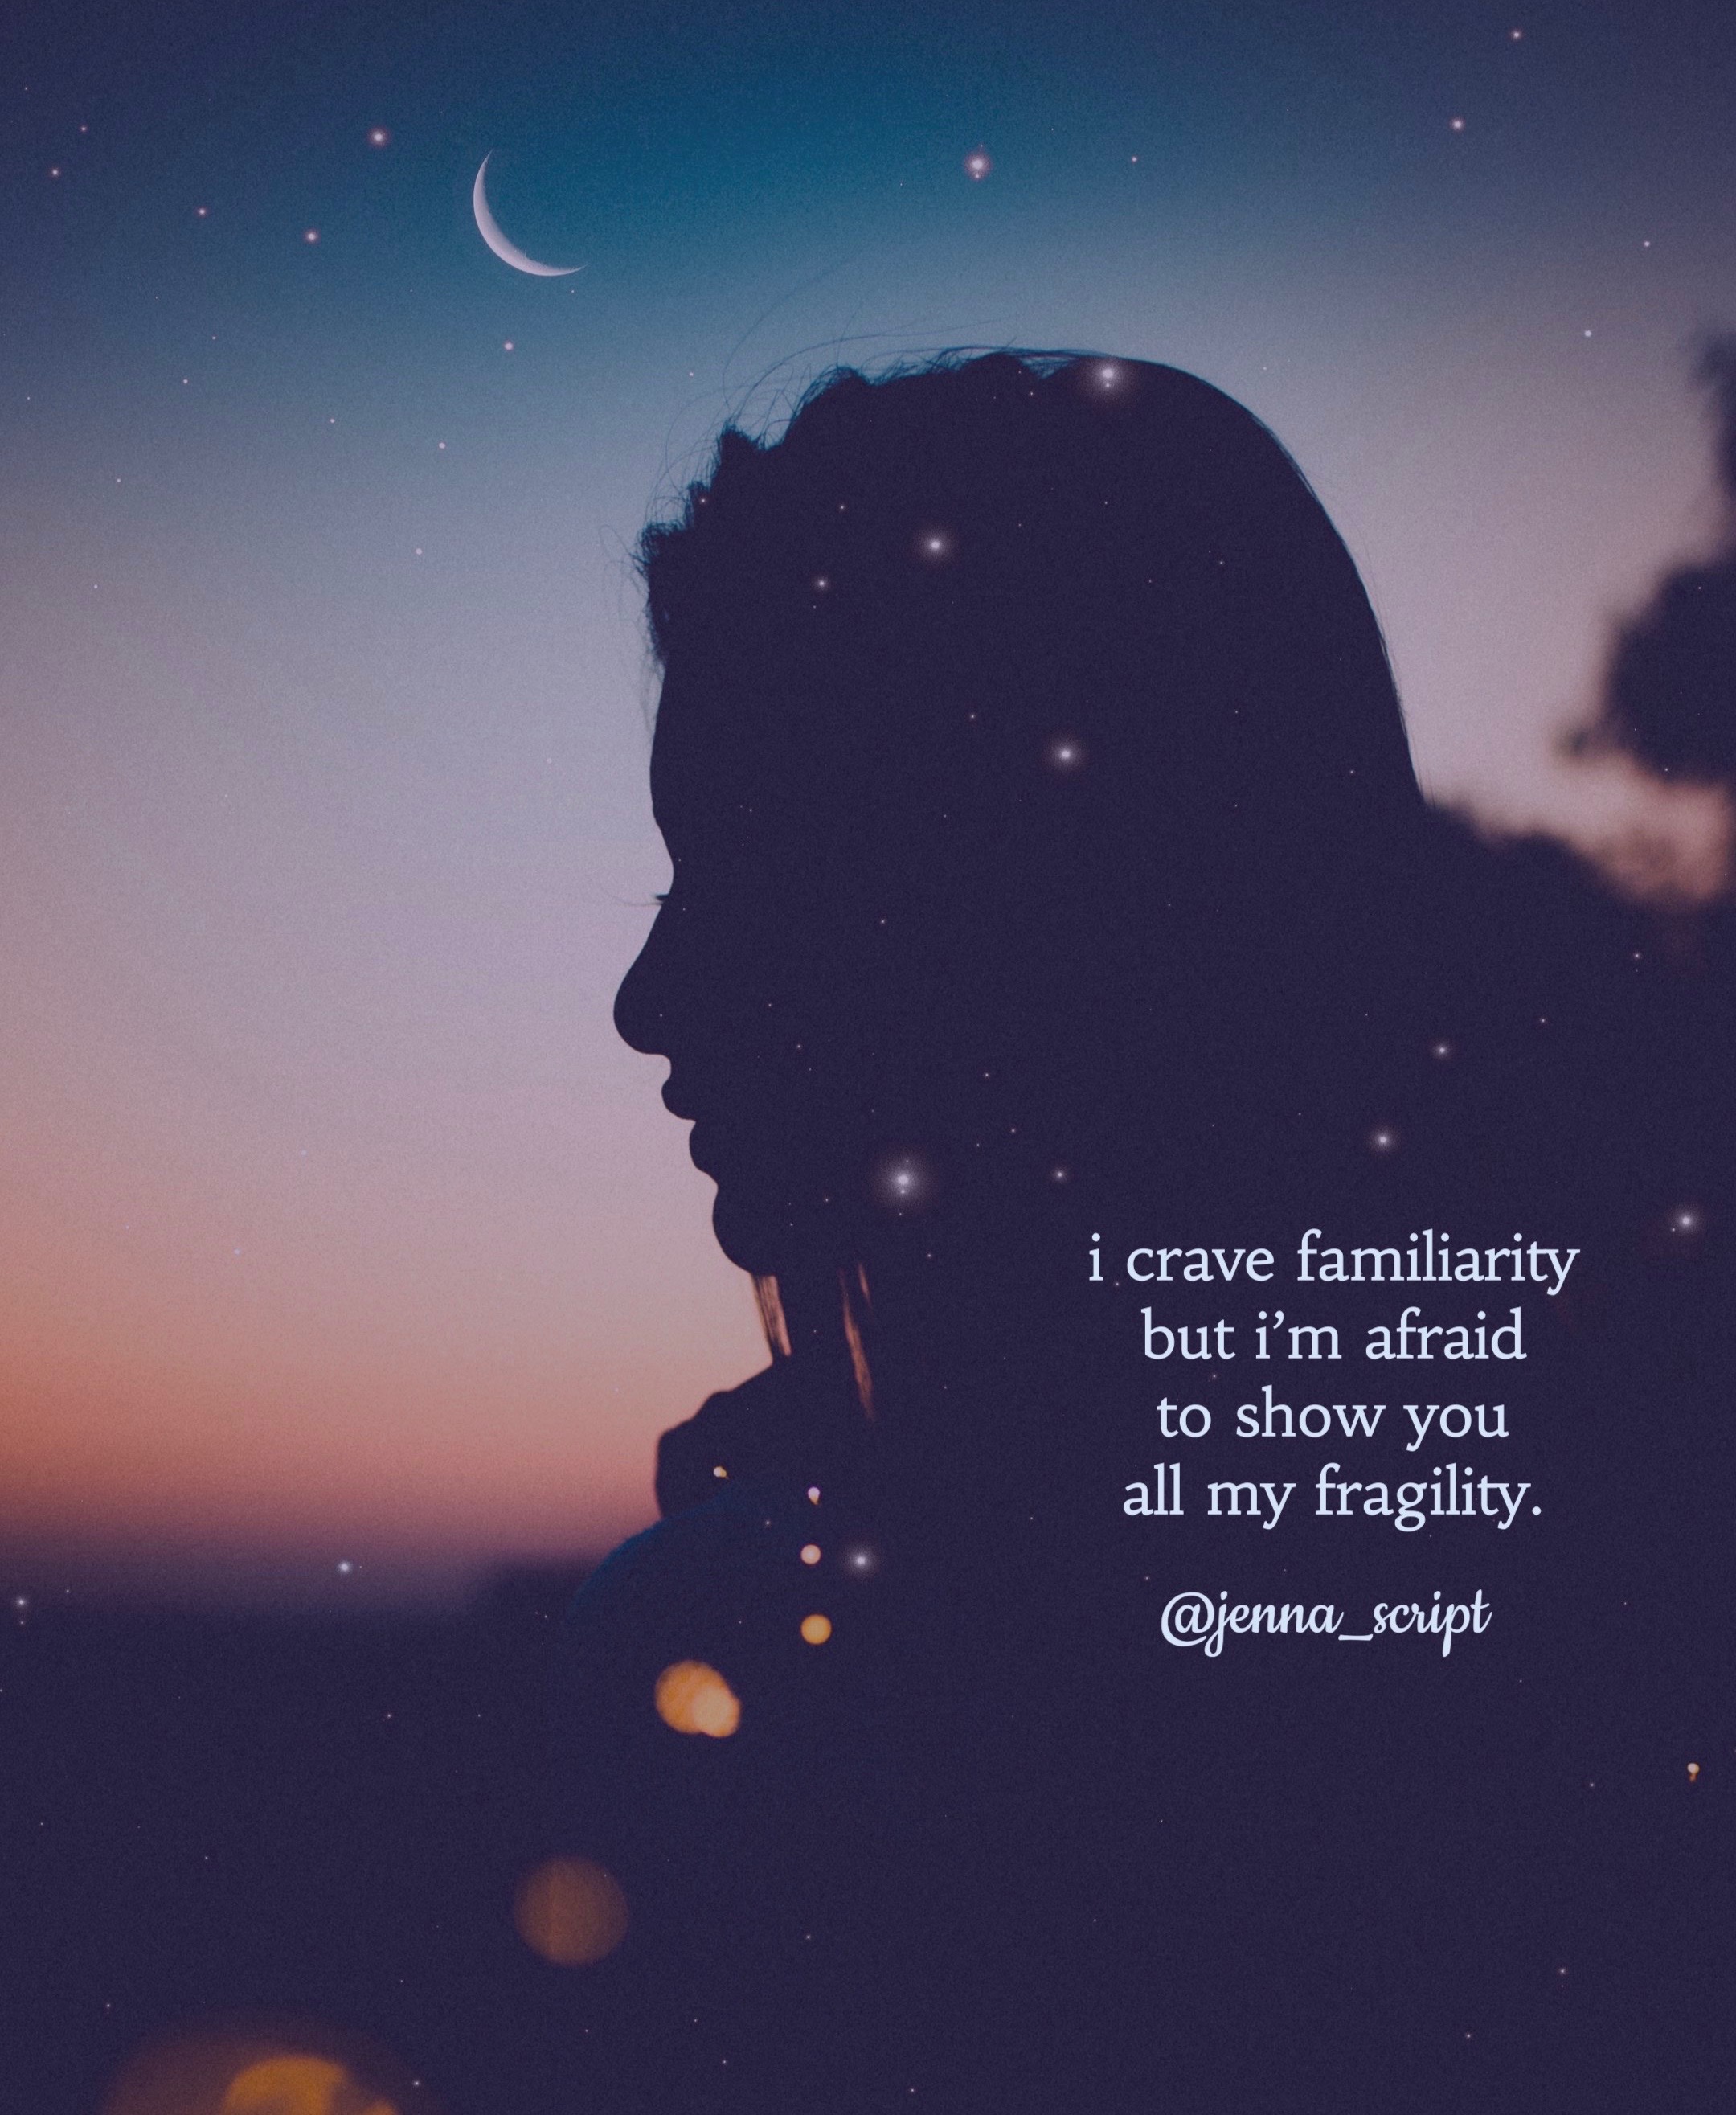 i crave familiarity
but i’m afraid
to show you
all my fragility.
@jenna_script